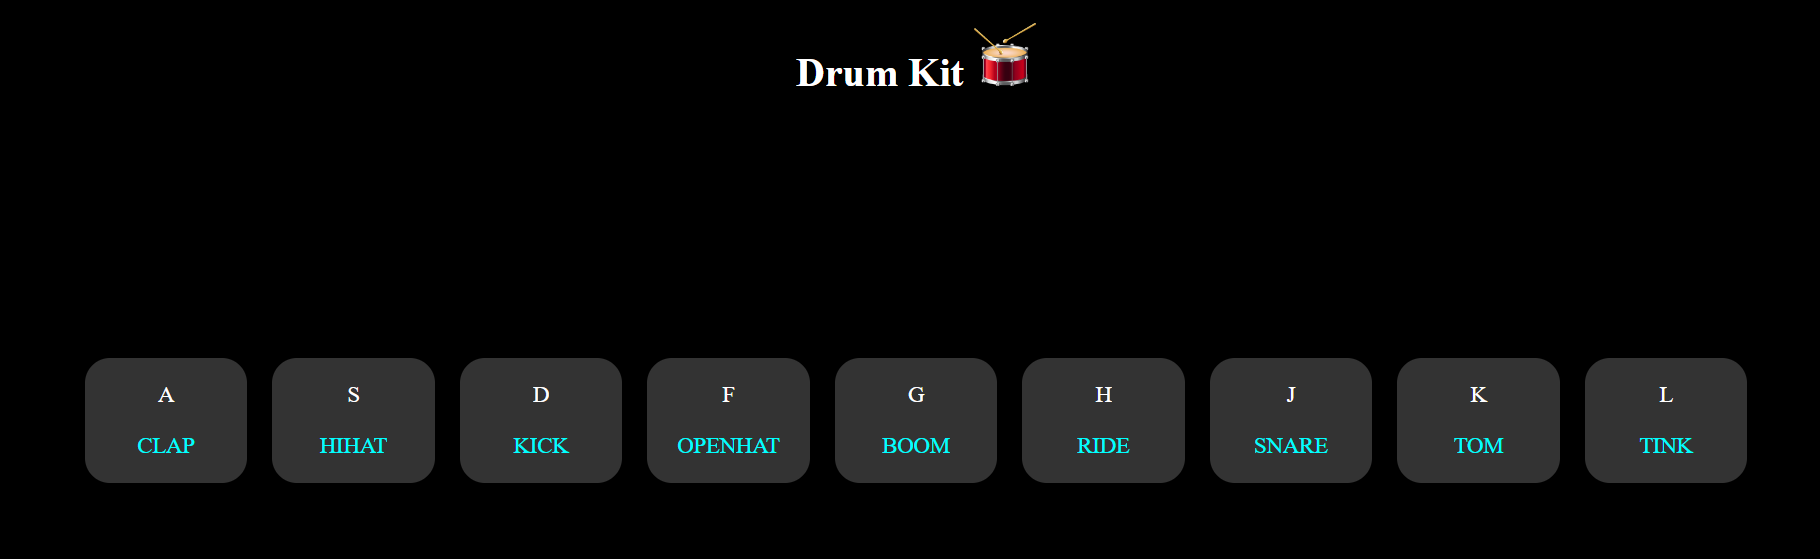 Drum Kit
A S D F G H J K L
CLAP HIHAT KICK OPENHAT BOOM RIDE SNARE TOM TINK